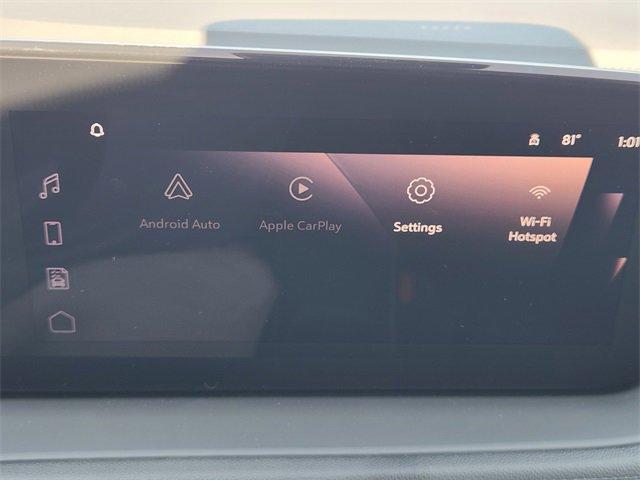 81° 1:01
Android Auto
Apple CarPlay
Settings
Wi-Fi
Hotspot